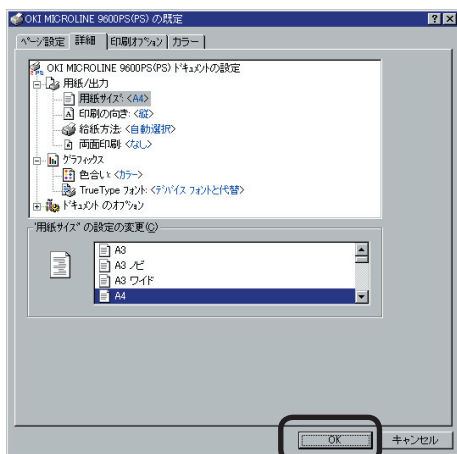 OKI MICROLINE 9600PS(PS) の既定
ページ設定 詳細 印刷オプション カラー
OKI MICROLINE 9600PS(PS) ドキュメントの設定
用紙/出力
用紙サイズ: <A4>
印刷の向き: <縦>
給紙方法: <自動選択>
両面印刷: <なし>
グラフィックス
色合い: <カラー>
TrueType フォント: <デバイス フォントと代替>
ドキュメント のオプション
"用紙サイズ" の設定の変更(C)
A3
A3 ノビ
A3 ワイド
A4
OK キャンセル